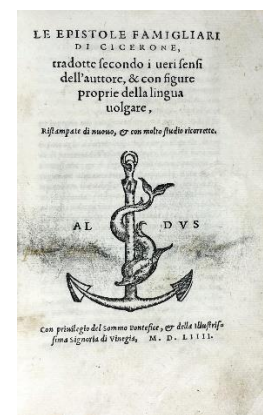 LE EPISTOLE FAMIGLIARI
DI CICERONE,
tradotte secondo i ueri sensi
dell'auttore, & con figure
proprie della lingua
uolgare,
Ristampate di nuouo, & con molto studio ricorrette.
AL DVS
Con priuilegio del Sommo Pontefice, & della Illustris-
sima Signoria di Vinegia, M. D. LIIII.